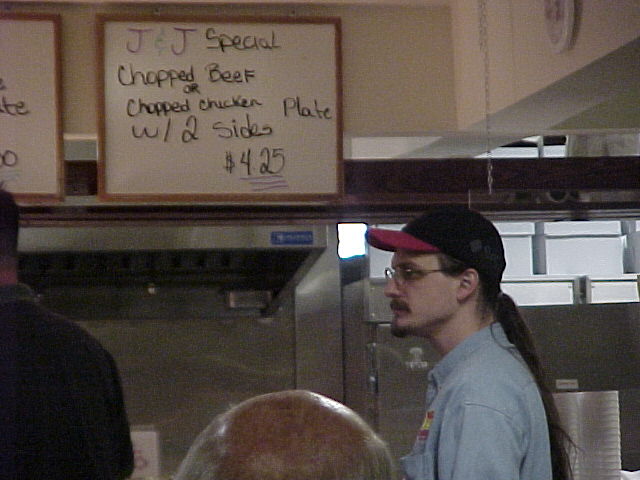 J & J Special
Chopped Beef
OR
Chopped chicken Plate
w/ 2 Sides
$4.25